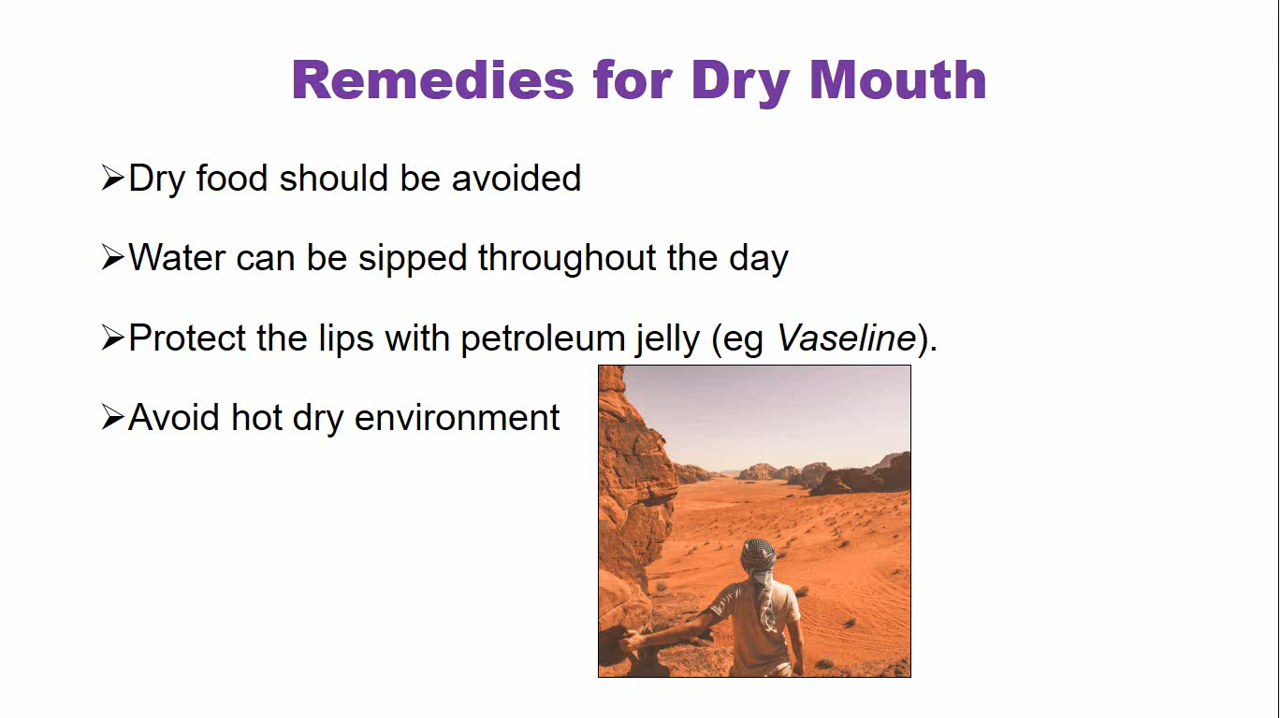 Remedies for Dry Mouth
➢Dry food should be avoided
➢Water can be sipped throughout the day
➢Protect the lips with petroleum jelly (eg Vaseline).
➢Avoid hot dry environment